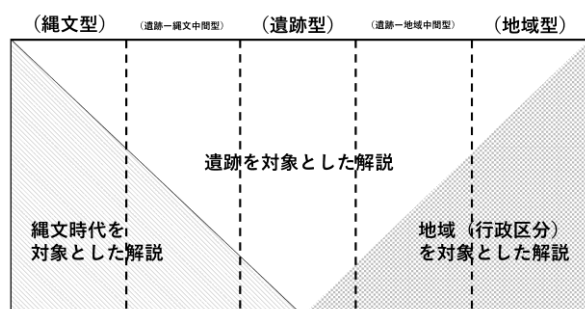 (縄文型)
(遺跡ー縄文中間型)
(遺跡型)
(遺跡ー地域中間型)
(地域型)
遺跡を対象とした解説
縄文時代を
対象とした解説
地域(行政区分)
を対象とした解説